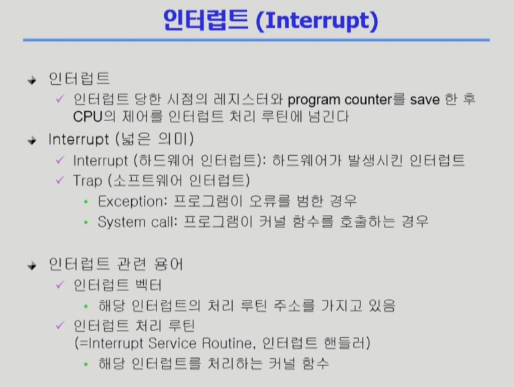 인터럽트 (Interrupt)
인터럽트
인터럽트 당한 시점의 레지스터와 program counter를 save 한 후
CPU의 제어를 인터럽트 처리 루틴에 넘긴다
Interrupt (넓은 의미)
Interrupt (하드웨어 인터럽트): 하드웨어가 발생시킨 인터럽트
Trap (소프트웨어 인터럽트)
Exception: 프로그램이 오류를 범한 경우
System call: 프로그램이 커널 함수를 호출하는 경우
인터럽트 관련 용어
인터럽트 벡터
해당 인터럽트의 처리 루틴 주소를 가지고 있음
인터럽트 처리 루틴
(=Interrupt Service Routine, 인터럽트 핸들러)
해당 인터럽트를 처리하는 커널 함수